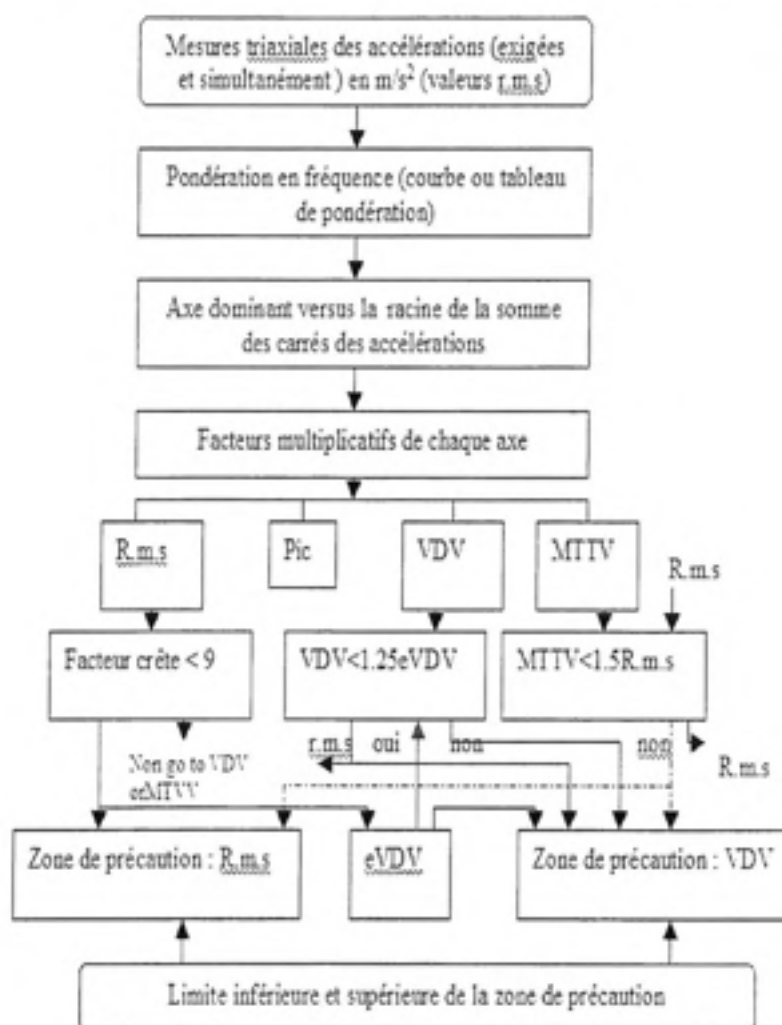 Mesures triaxiales des accélérations (exigées
et simultanément ) en m/s² (valeurs r.m.s)
Pondération en fréquence (courbe ou tableau
de pondération)
Axe dominant versus la racine de la somme
des carrés des accélérations
Facteurs multiplicatifs de chaque axe
R.m.s
Pic
VDV
MTTV
R.m.s
Facteur crête < 9
VDV<1.25eVDV
MTTV<1.5R.m.s
r.m.s oui non
non
R.m.s
Non go to VDV
orMTVV
Zone de précaution : R.m.s
eVDV
Zone de précaution : VDV
Limite inférieure et supérieure de la zone de précaution